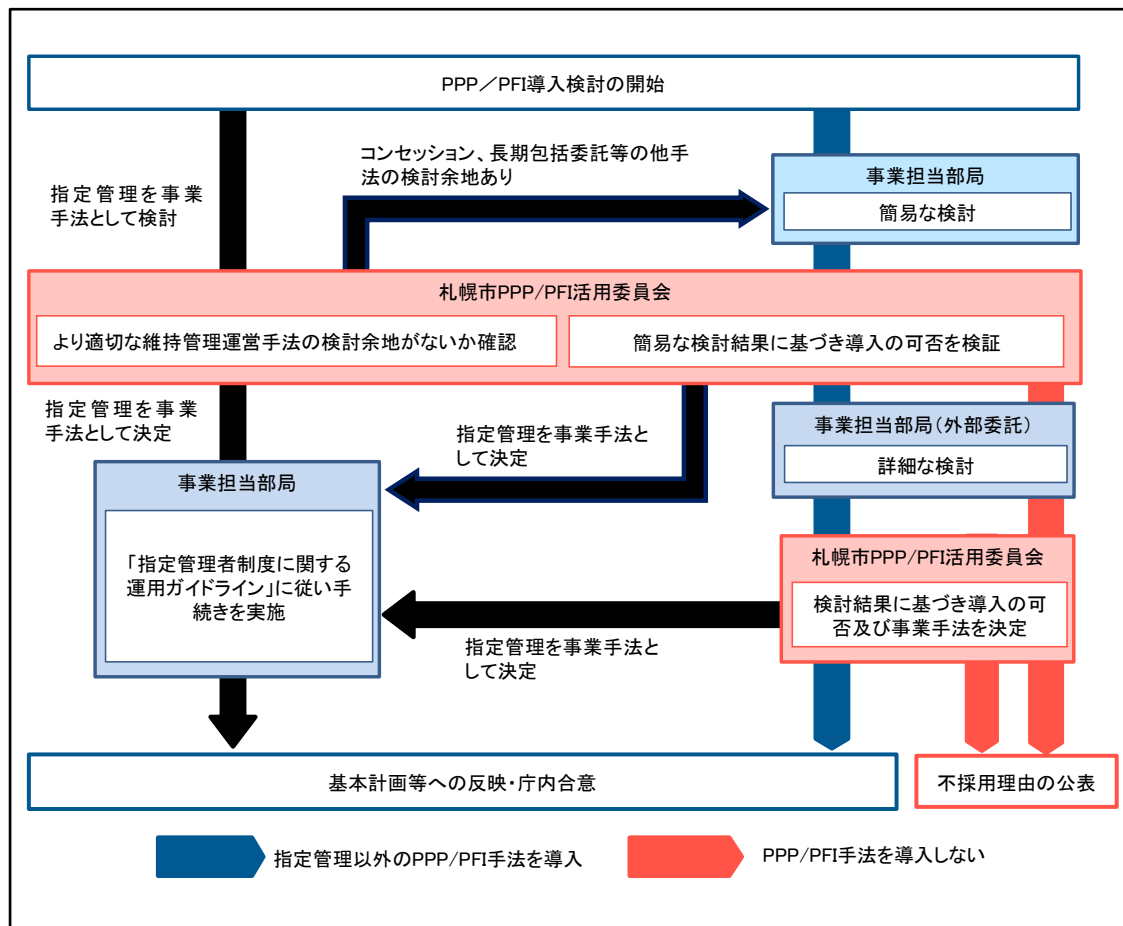 PPP／PFI導入検討の開始
コンセッション、長期包括委託等の他手
法の検討余地あり
指定管理を事業
手法として検討
事業担当部局
簡易な検討
札幌市PPP/PFI活用委員会
より適切な維持管理運営手法の検討余地がないか確認
簡易な検討結果に基づき導入の可否を検証
指定管理を事業
手法として決定
指定管理を事業手法と
して決定
事業担当部局（外部委託）
詳細な検討
事業担当部局
「指定管理者制度に関する
運用ガイドライン」に従い手
続きを実施
札幌市PPP/PFI活用委員会
検討結果に基づき導入の可
否及び事業手法を決定
指定管理を事業手法と
して決定
基本計画等への反映・庁内合意
不採用理由の公表
指定管理以外のPPP/PFI手法を導入
PPP/PFI手法を導入しない